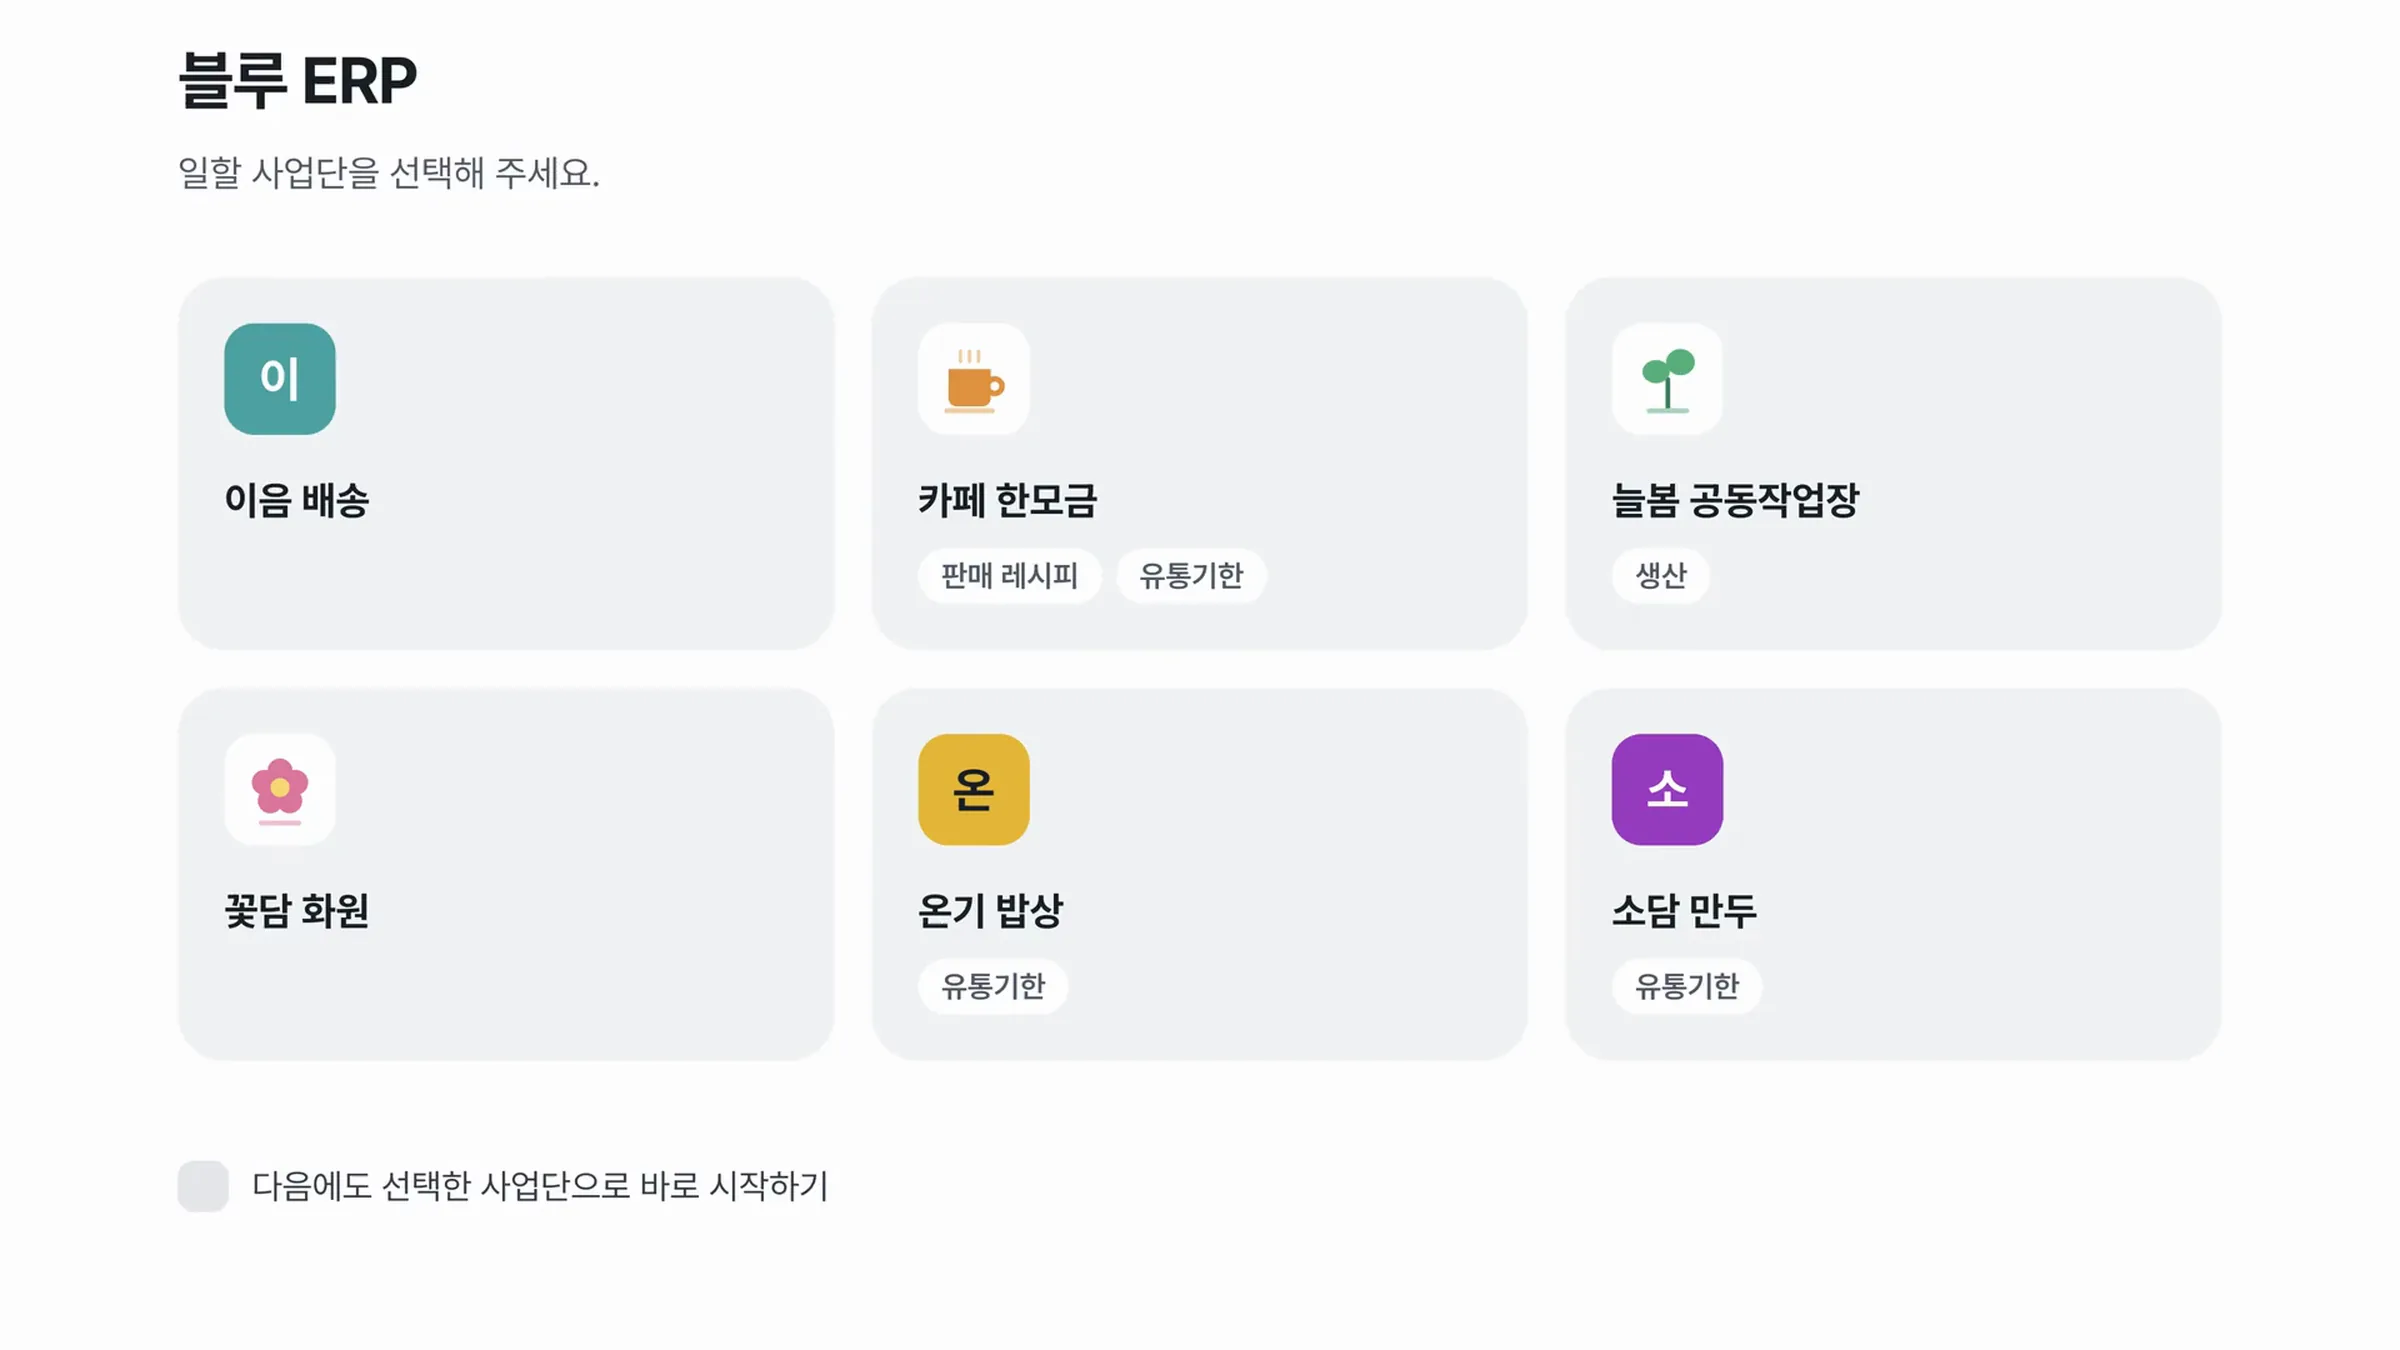 블루 ERP
일할 사업단을 선택해 주세요.
이
이음 배송
카페 한모금
판매 레시피
유통기한
늘봄 공동작업장
생산
꽃담 화원
온
온기 밥상
유통기한
소
소담 만두
유통기한
다음에도 선택한 사업단으로 바로 시작하기